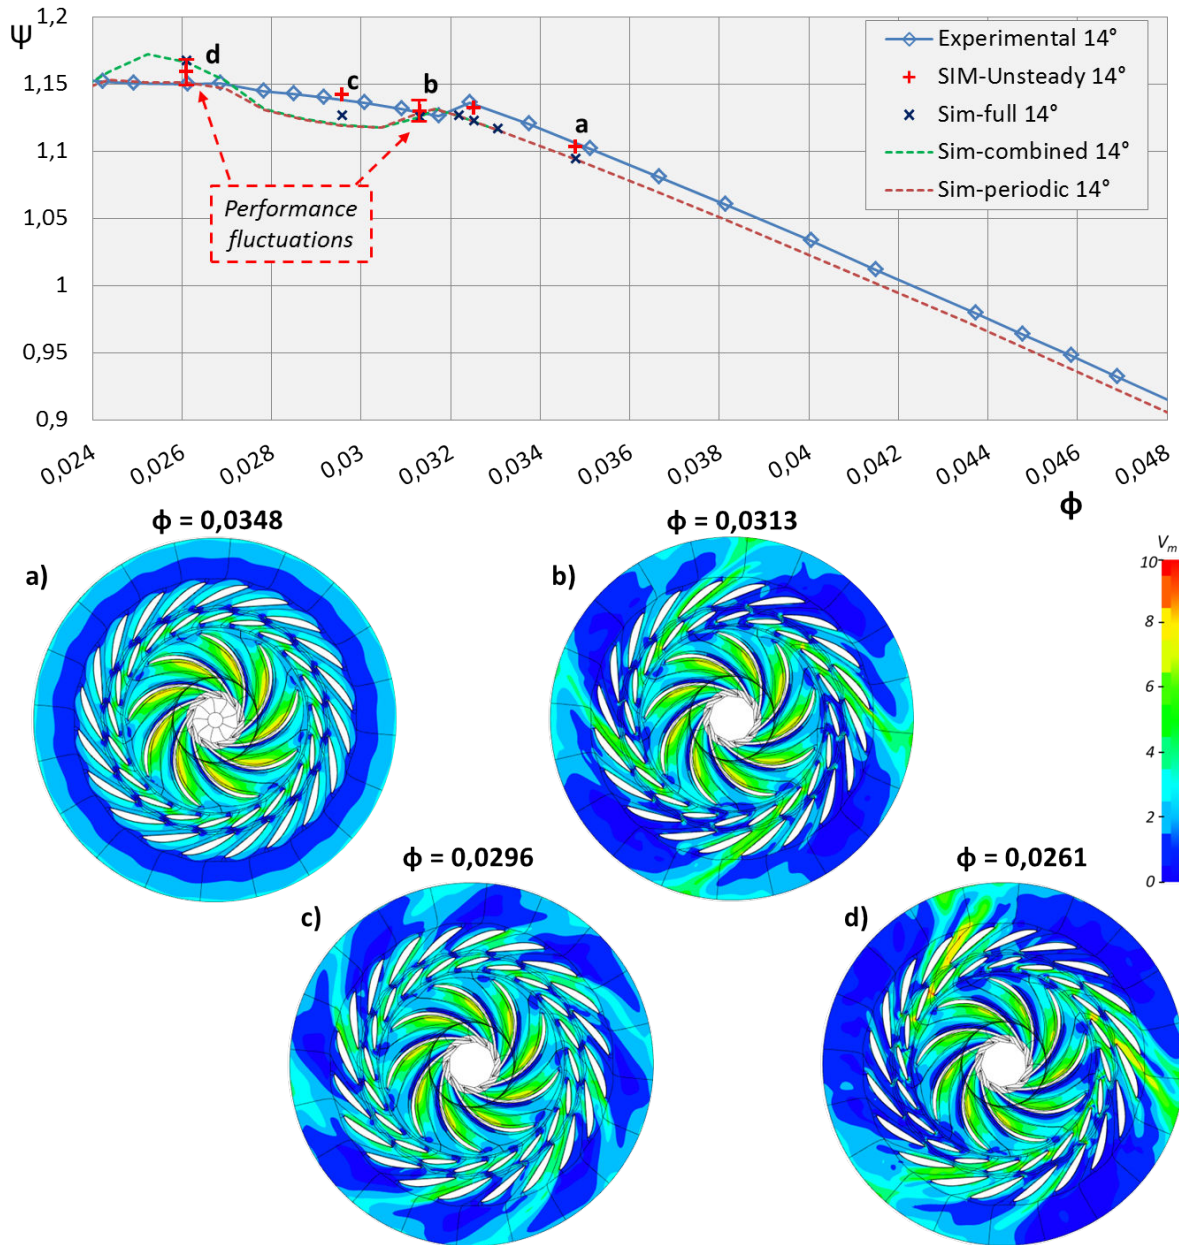 ψ
1,2
1,15
1,1
1,05
1
0,95
0,9
Experimental 14°
SIM-Unsteady 14°
Sim-full 14°
Sim-combined 14°
Sim-periodic 14°
d
c
b
a
Performance
fluctuations
0,024
0,026
0,028
0,03
0,032
0,034
0,036
0,038
0,04
0,042
0,044
0,046
0,048
ϕ
ϕ = 0,0348
ϕ = 0,0313
a)
b)
Vm
10
8
6
4
2
0
ϕ = 0,0296
ϕ = 0,0261
c)
d)